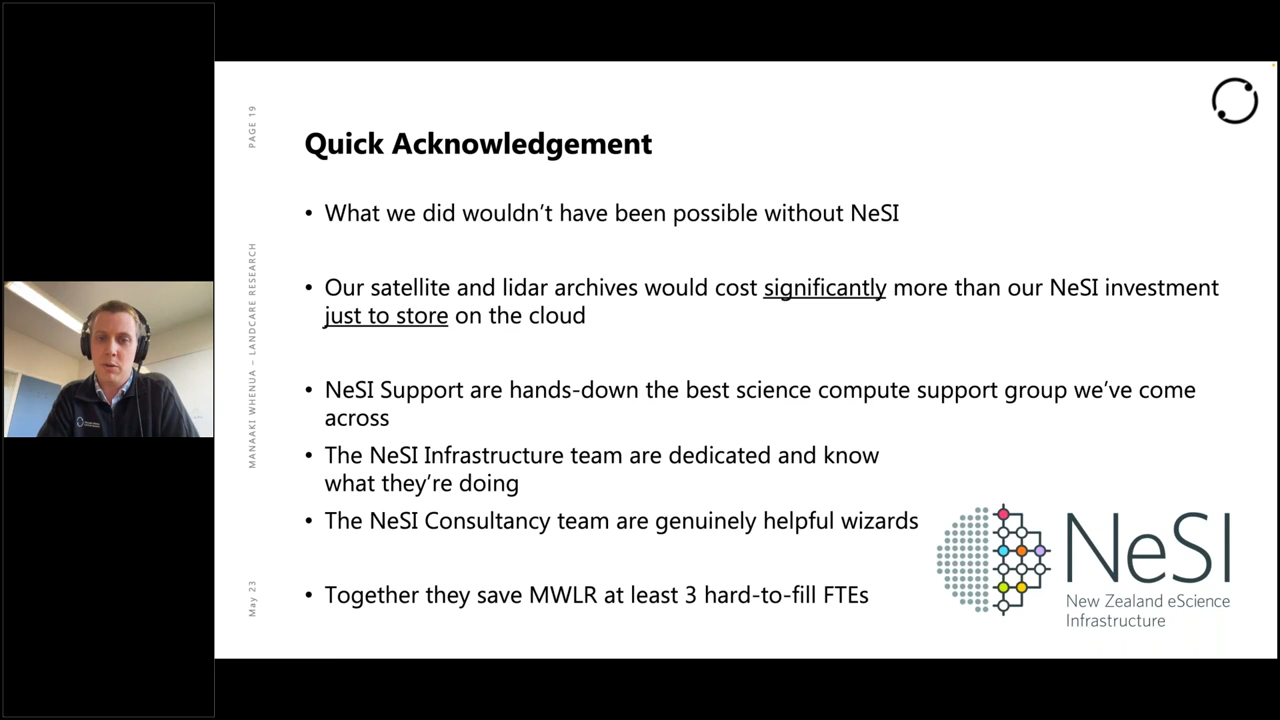 PAGE 19
MANAAKI WHENUA – LANDCARE RESEARCH
May 23
Quick Acknowledgement
• What we did wouldn’t have been possible without NeSI
• Our satellite and lidar archives would cost significantly more than our NeSI investment
just to store on the cloud
• NeSI Support are hands-down the best science compute support group we’ve come
across
• The NeSI Infrastructure team are dedicated and know
what they’re doing
• The NeSI Consultancy team are genuinely helpful wizards
• Together they save MWLR at least 3 hard-to-fill FTEs
NeSI
New Zealand eScience
Infrastructure